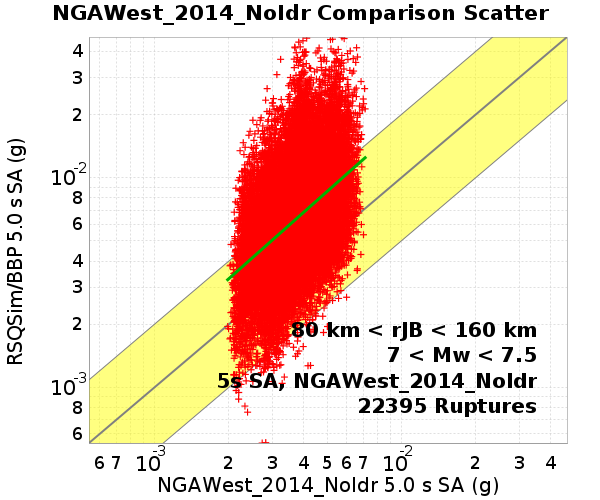 NGAWest_2014_NoIdr Comparison Scatter
RSQSim/BBP 5.0 s SA (g)
4
3
2
10-2
8
6
4
3
2
10-3
8
6
80 km < rJB < 160 km
7 < Mw < 7.5
5s SA, NGAWest_2014_NoIdr
22395 Ruptures
6 7 10-3 2 3 4 5 6 7 10-2 2 3 4
NGAWest_2014_NoIdr 5.0 s SA (g)